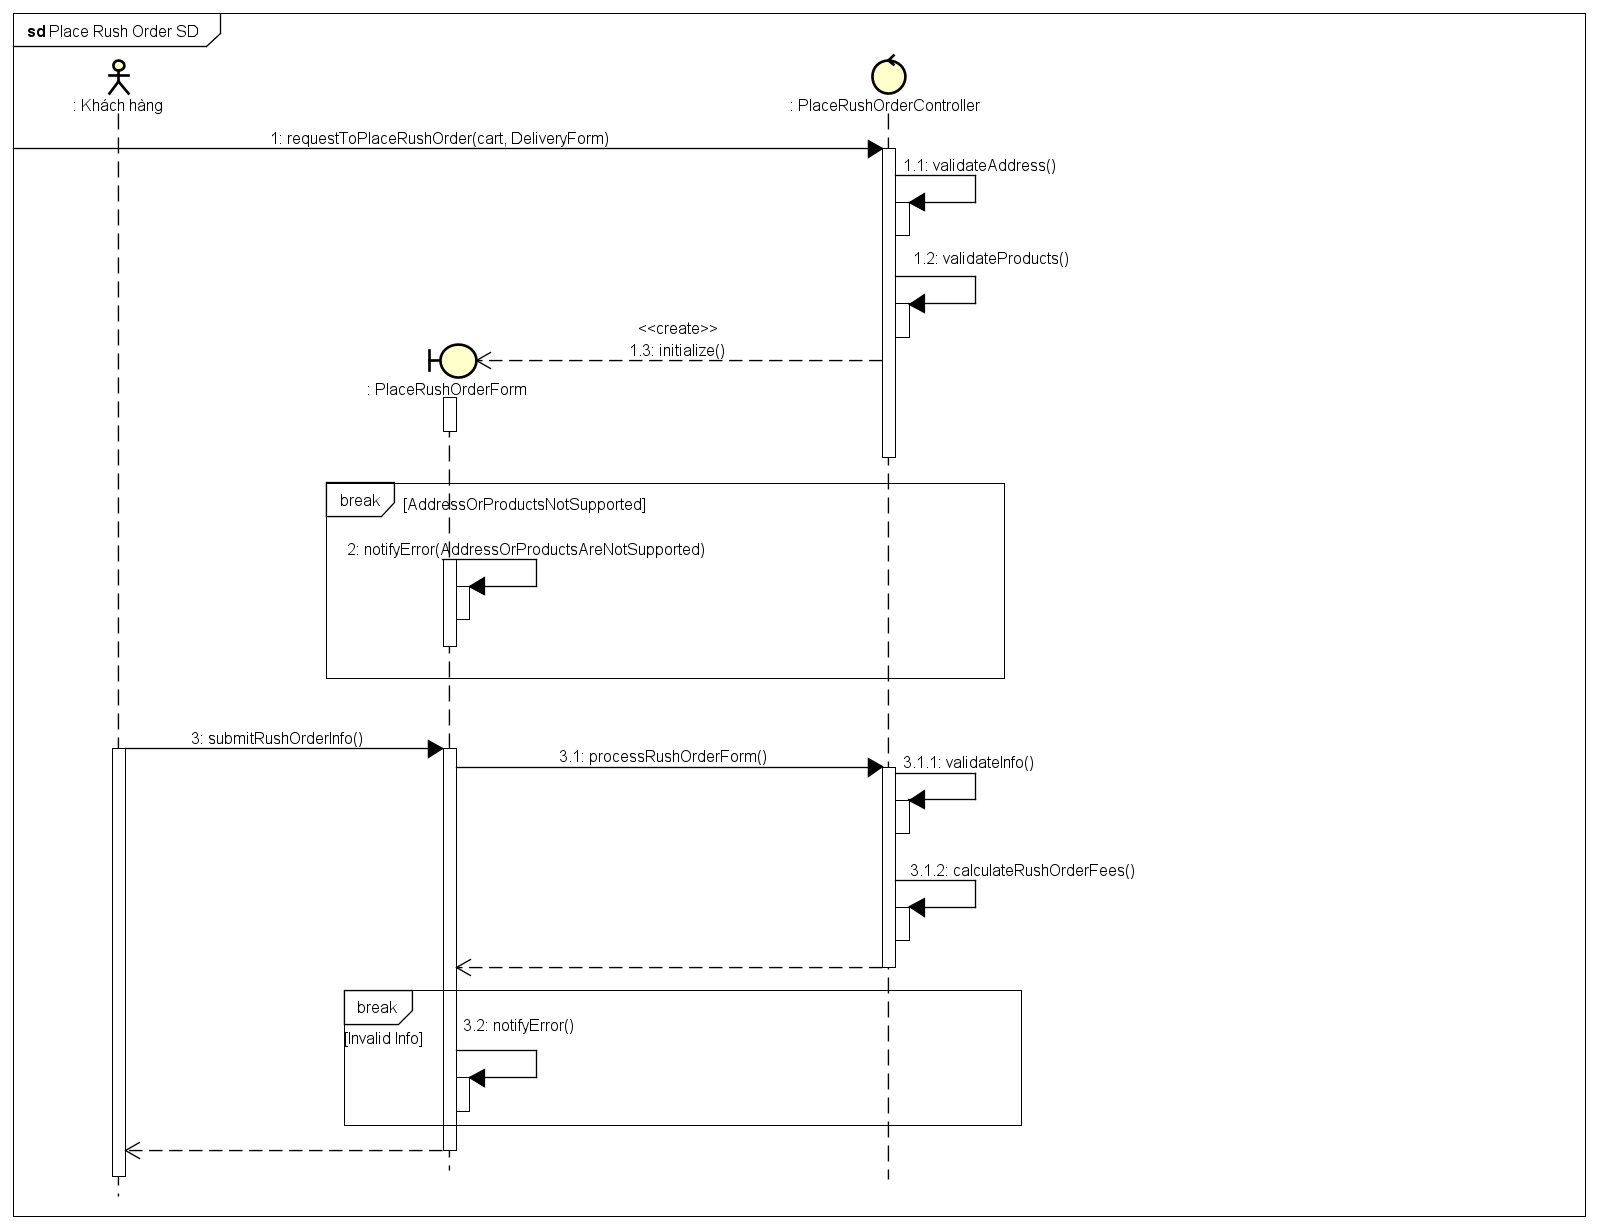 sd Place Rush Order SD
: Khách hàng
: PlaceRushOrderController
1: requestToPlaceRushOrder(cart, DeliveryForm)
1.1: validateAddress()
1.2: validateProducts()
<<create>>
1.3: initialize()
: PlaceRushOrderForm
break
[AddressOrProductsNotSupported]
2: notifyError(AddressOrProductsAreNotSupported)
3: submitRushOrderInfo()
3.1: processRushOrderForm()
3.1.1: validateInfo()
3.1.2: calculateRushOrderFees()
break
3.2: notifyError()
[Invalid Info]